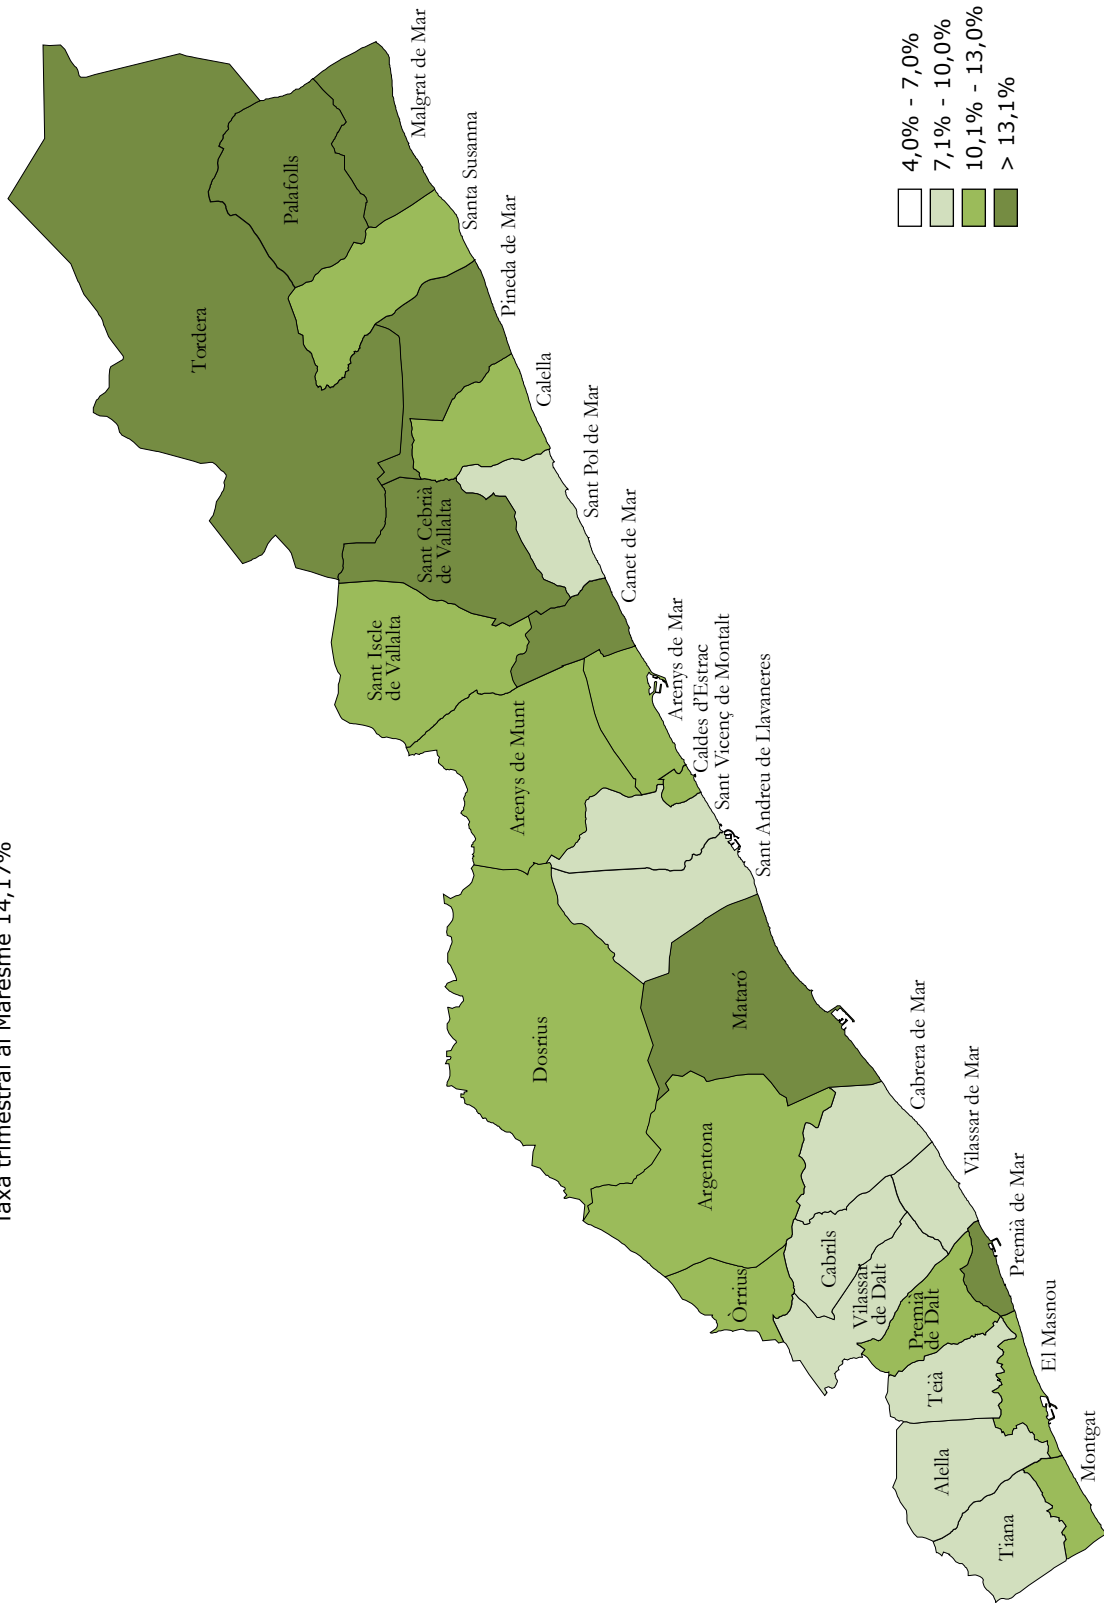 Taxa trimestral al Maresme 14,17%
Tordera
Palafolls
Malgrat de Mar
Santa Susanna
Pineda de Mar
Calella
Sant Pol de Mar
Sant Cebrià
de Vallalta
Canet de Mar
Sant Iscle
de Vallalta
Arenys de Munt
Arenys de Mar
Caldes d'Estrac
Sant Vicenç de Montalt
Sant Andreu de Llavaneres
Dosrius
Mataró
Argentona
Cabrera de Mar
Òrrius
Cabrils
Vilassar de Mar
Vilassar
de Dalt
Premià
de Dalt
Premià de Mar
Teià
El Masnou
Alella
Tiana
Montgat
4,0% - 7,0%
7,1% - 10,0%
10,1% - 13,0%
> 13,1%